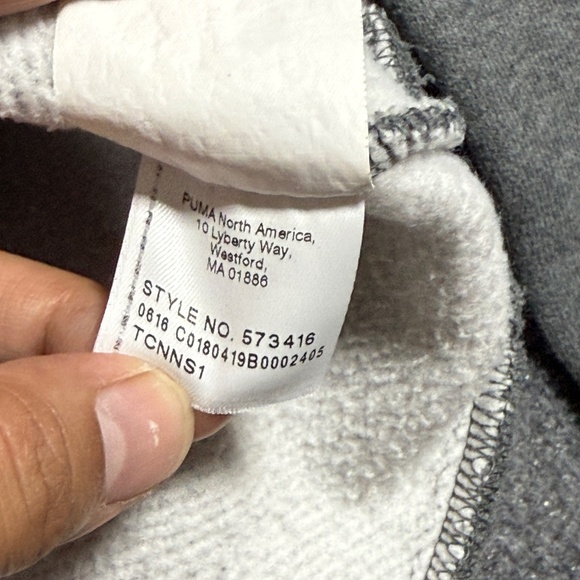 PUMA North America,
10 Lyberty Way,
Westford,
MA 01886
STYLE NO. 573416
0616 C0180419B0002405
TCNNS1